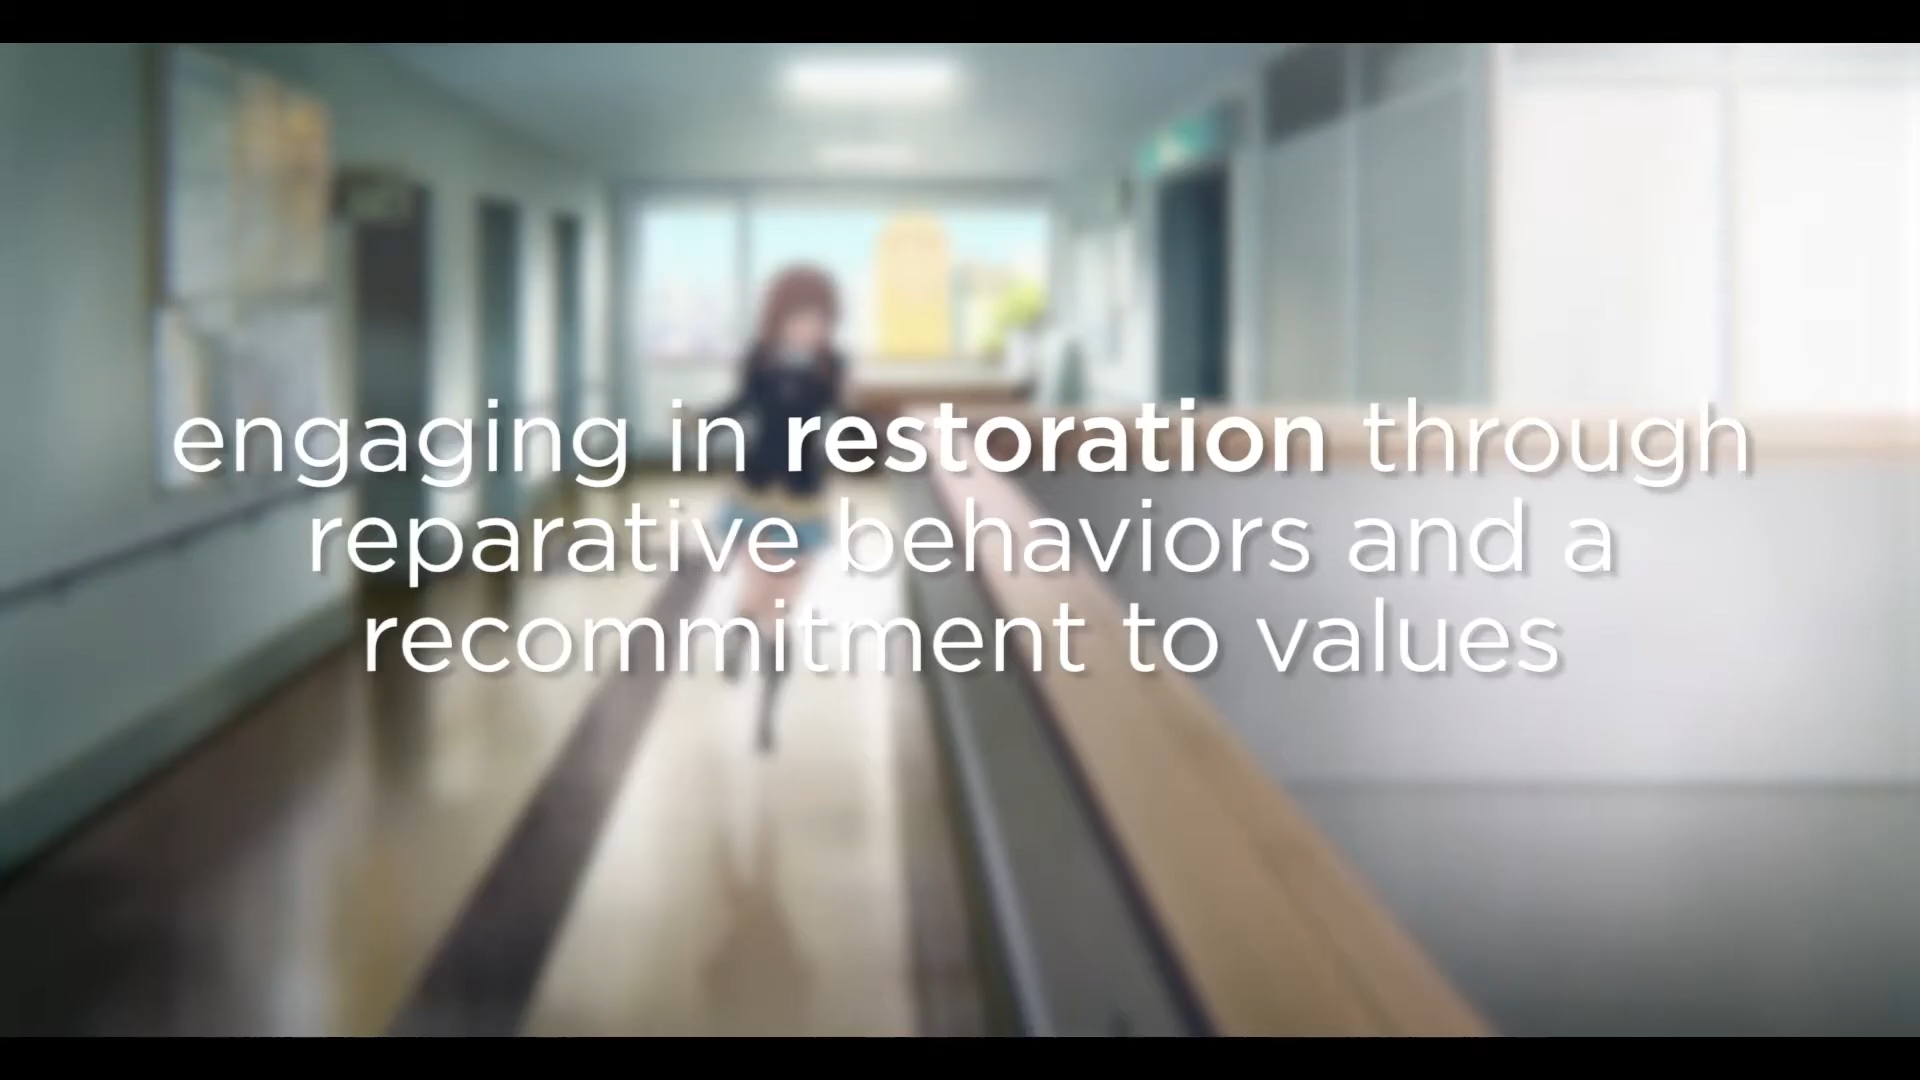 engaging in restoration through
reparative behaviors and a
recommitment to values